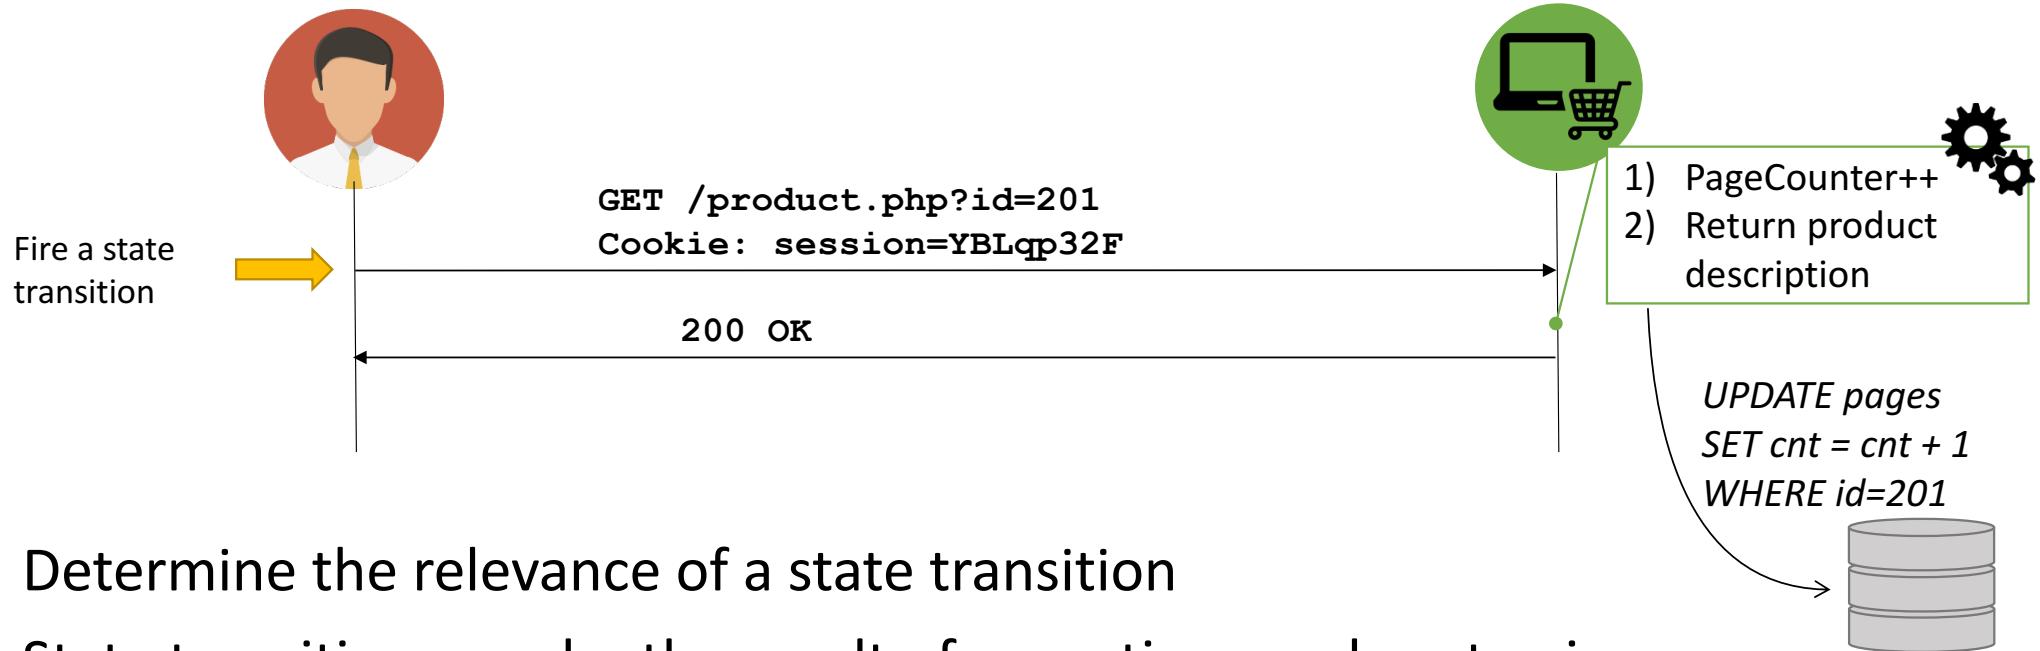 GET /product.php?id=201
Cookie: session=YBLqp32F
Fire a state
transition
200 OK
1) PageCounter++
2) Return product
description
UPDATE pages
SET cnt = cnt + 1
WHERE id=201
Determine the relevance of a state transition